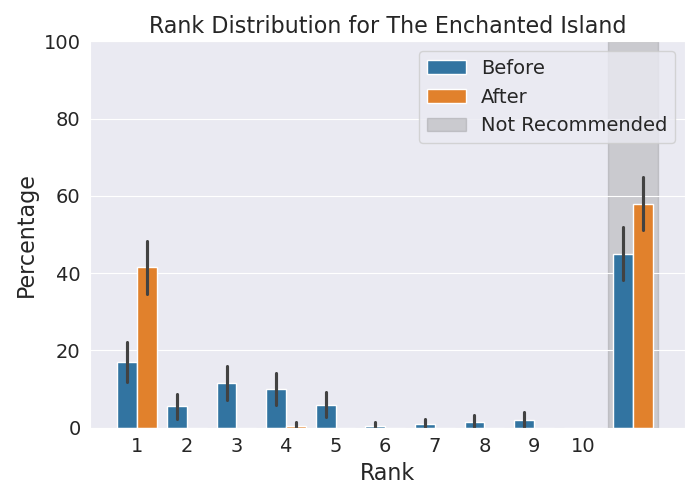 Rank Distribution for The Enchanted Island
100
80
60
40
20
0
Percentage
Before
After
Not Recommended
1 2 3 4 5 6 7 8 9 10
Rank